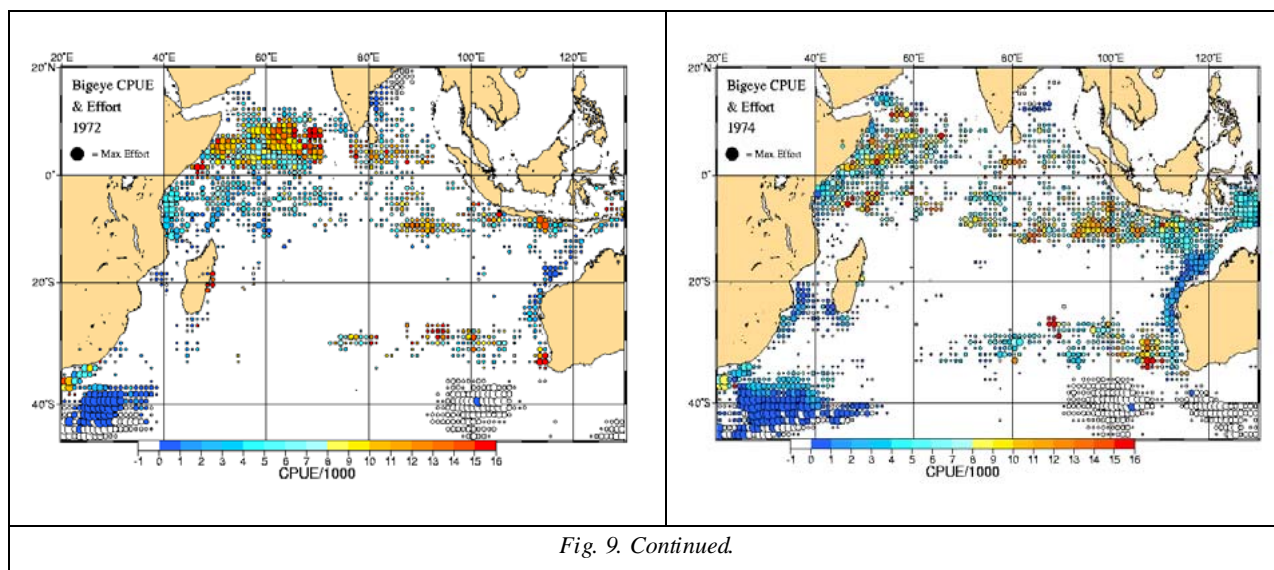 20°E 40°E 60°E 80°E 100°E 120°E
20°N
Bigeye CPUE
& Effort
1972
= Max Effort
0°
20°S
40°S
-1 0 1 2 3 4 5 6 7 8 9 10 11 12 13 14 15 16
CPUE/1000
20°E 40°E 60°E 80°E 100°E 120°E
20°N
Bigeye CPUE
& Effort
1974
= Max Effort
0°
20°S
40°S
-1 0 1 2 3 4 5 6 7 8 9 10 11 12 13 14 15 16
CPUE/1000
Fig. 9. Continued.